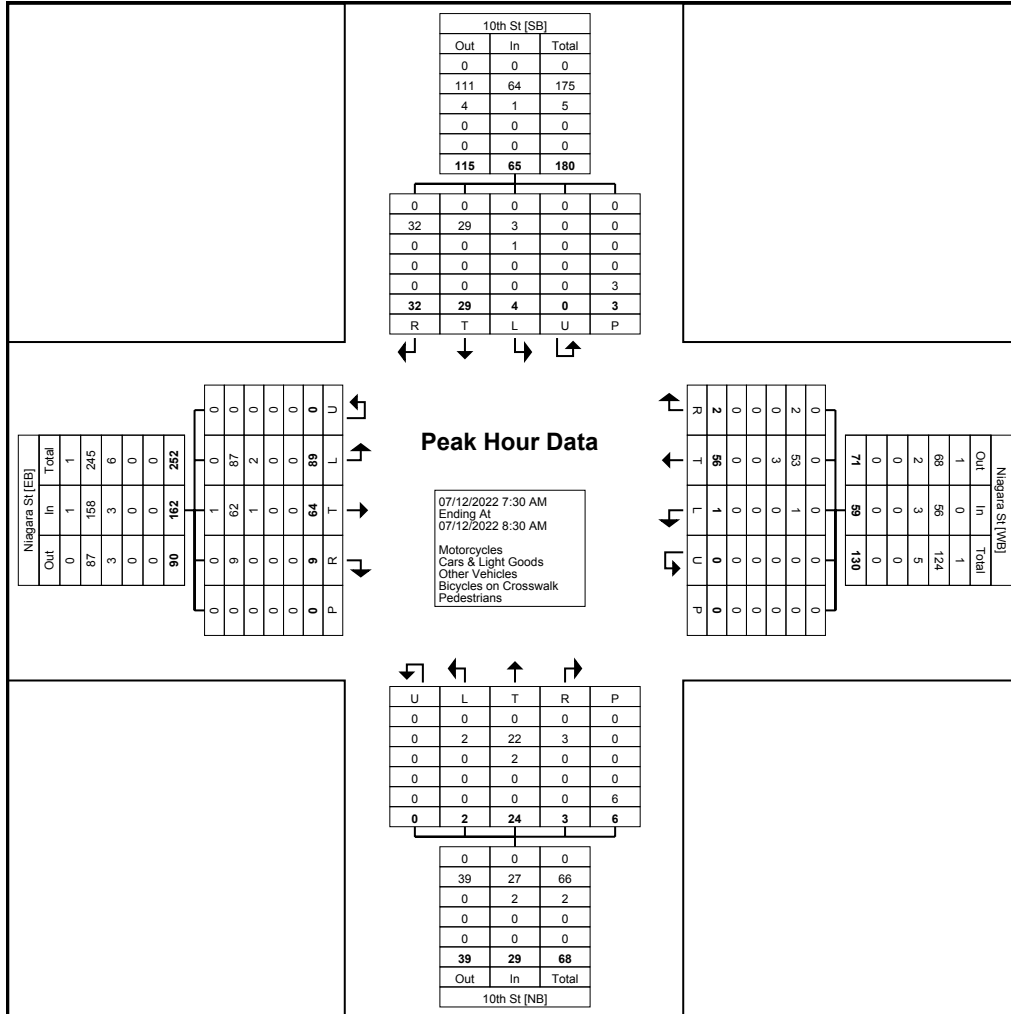 10th St [SB]
Out In Total
0 0 0
111 64 175
4 1 5
0 0 0
0 0 0
115 65 180
0 0 0 0 0
32 29 3 0 0
0 0 1 0 0
0 0 0 0 0
0 0 0 0 3
32 29 4 0 3
R T L U P
Niagara St [EB]
Out In Total
0 1 1
87 158 245
3 3 6
0 0 0
0 0 0
90 162 252
0 1 0 0 0
0 9 62 87 0
0 0 1 2 0
0 0 0 0 0
0 0 0 0 0
0 9 64 89 0
P R T L U
Peak Hour Data
07/12/2022 7:30 AM
Ending At
07/12/2022 8:30 AM
Motorcycles
Cars & Light Goods
Other Vehicles
Bicycles on Crosswalk
Pedestrians
Niagara St [WB]
Out In Total
1 0 1
68 56 124
2 3 5
0 0 0
0 0 0
71 59 130
0 0 0 0 0
2 53 1 0 0
0 3 0 0 0
0 0 0 0 0
0 0 0 0 0
2 56 1 0 0
R T L U P
U L T R P
0 0 0 0 0
0 2 22 3 0
0 0 2 0 0
0 0 0 0 0
0 0 0 0 6
0 2 24 3 6
0 0 0
39 27 66
0 2 2
0 0 0
0 0 0
39 29 68
Out In Total
10th St [NB]